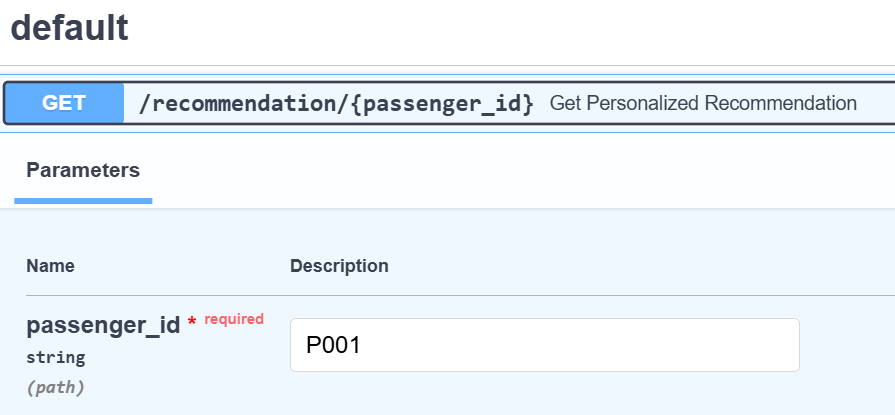 default
GET /recommendation/{passenger_id} Get Personalized Recommendation
Parameters
Name Description
passenger_id * required
string
(path)
P001